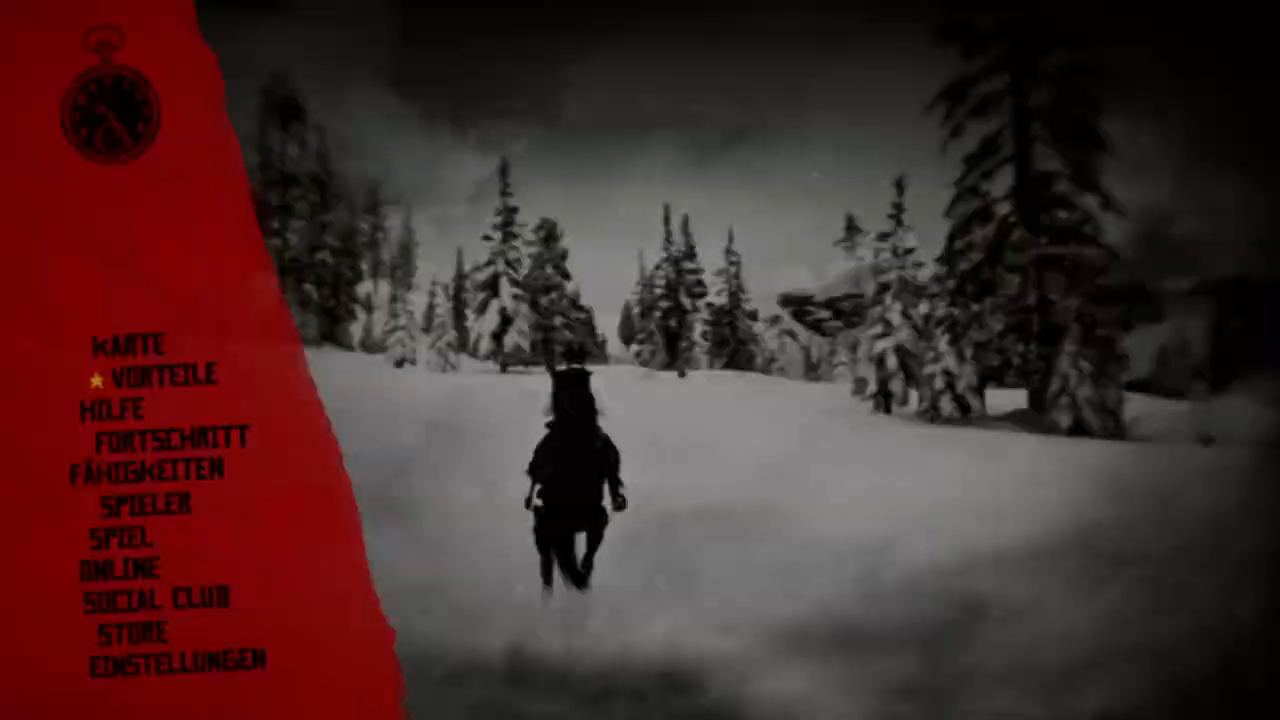 KARTE
VORTEILE
HILFE
FORTSCHRITT
FÄHIGKEITEN
SPIELER
SPIEL
ONLINE
SOCIAL CLUB
STORE
EINSTELLUNGEN